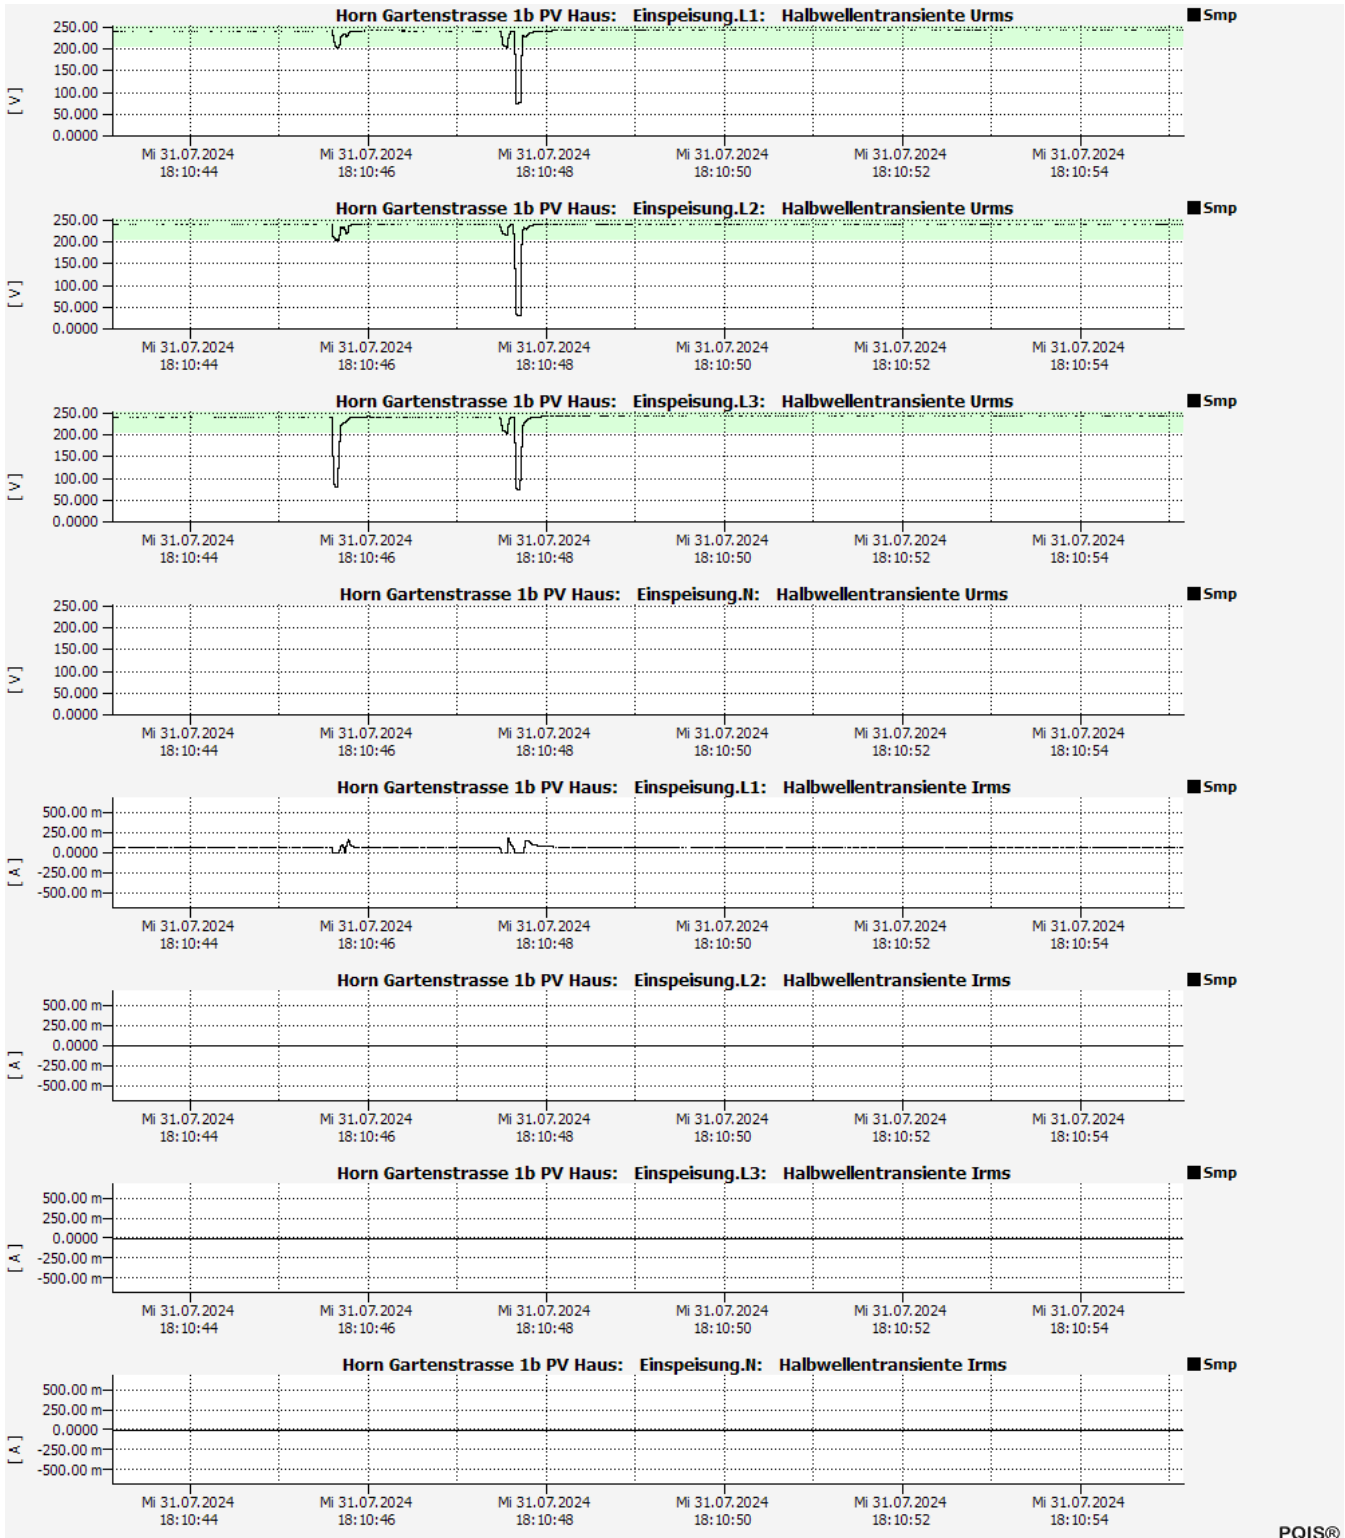 Horn Gartenstrasse 1b PV Haus: Einspeisung.L1: Halbwellentransiente Urms
Smp
250.00
200.00
150.00
100.00
50.000
0.0000
[ V ]
Mi 31.07.2024 Mi 31.07.2024 Mi 31.07.2024 Mi 31.07.2024 Mi 31.07.2024 Mi 31.07.2024
18:10:44 18:10:46 18:10:48 18:10:50 18:10:52 18:10:54
Horn Gartenstrasse 1b PV Haus: Einspeisung.L2: Halbwellentransiente Urms
Smp
250.00
200.00
150.00
100.00
50.000
0.0000
[ V ]
Mi 31.07.2024 Mi 31.07.2024 Mi 31.07.2024 Mi 31.07.2024 Mi 31.07.2024 Mi 31.07.2024
18:10:44 18:10:46 18:10:48 18:10:50 18:10:52 18:10:54
Horn Gartenstrasse 1b PV Haus: Einspeisung.L3: Halbwellentransiente Urms
Smp
250.00
200.00
150.00
100.00
50.000
0.0000
[ V ]
Mi 31.07.2024 Mi 31.07.2024 Mi 31.07.2024 Mi 31.07.2024 Mi 31.07.2024 Mi 31.07.2024
18:10:44 18:10:46 18:10:48 18:10:50 18:10:52 18:10:54
Horn Gartenstrasse 1b PV Haus: Einspeisung.N: Halbwellentransiente Urms
Smp
250.00
200.00
150.00
100.00
50.000
0.0000
[ V ]
Mi 31.07.2024 Mi 31.07.2024 Mi 31.07.2024 Mi 31.07.2024 Mi 31.07.2024 Mi 31.07.2024
18:10:44 18:10:46 18:10:48 18:10:50 18:10:52 18:10:54
Horn Gartenstrasse 1b PV Haus: Einspeisung.L1: Halbwellentransiente Irms
Smp
500.00 m
250.00 m
0.0000
-250.00 m
-500.00 m
[ A ]
Mi 31.07.2024 Mi 31.07.2024 Mi 31.07.2024 Mi 31.07.2024 Mi 31.07.2024 Mi 31.07.2024
18:10:44 18:10:46 18:10:48 18:10:50 18:10:52 18:10:54
Horn Gartenstrasse 1b PV Haus: Einspeisung.L2: Halbwellentransiente Irms
Smp
500.00 m
250.00 m
0.0000
-250.00 m
-500.00 m
[ A ]
Mi 31.07.2024 Mi 31.07.2024 Mi 31.07.2024 Mi 31.07.2024 Mi 31.07.2024 Mi 31.07.2024
18:10:44 18:10:46 18:10:48 18:10:50 18:10:52 18:10:54
Horn Gartenstrasse 1b PV Haus: Einspeisung.L3: Halbwellentransiente Irms
Smp
500.00 m
250.00 m
0.0000
-250.00 m
-500.00 m
[ A ]
Mi 31.07.2024 Mi 31.07.2024 Mi 31.07.2024 Mi 31.07.2024 Mi 31.07.2024 Mi 31.07.2024
18:10:44 18:10:46 18:10:48 18:10:50 18:10:52 18:10:54
Horn Gartenstrasse 1b PV Haus: Einspeisung.N: Halbwellentransiente Irms
Smp
500.00 m
250.00 m
0.0000
-250.00 m
-500.00 m
[ A ]
Mi 31.07.2024 Mi 31.07.2024 Mi 31.07.2024 Mi 31.07.2024 Mi 31.07.2024 Mi 31.07.2024
18:10:44 18:10:46 18:10:48 18:10:50 18:10:52 18:10:54
PQIS®